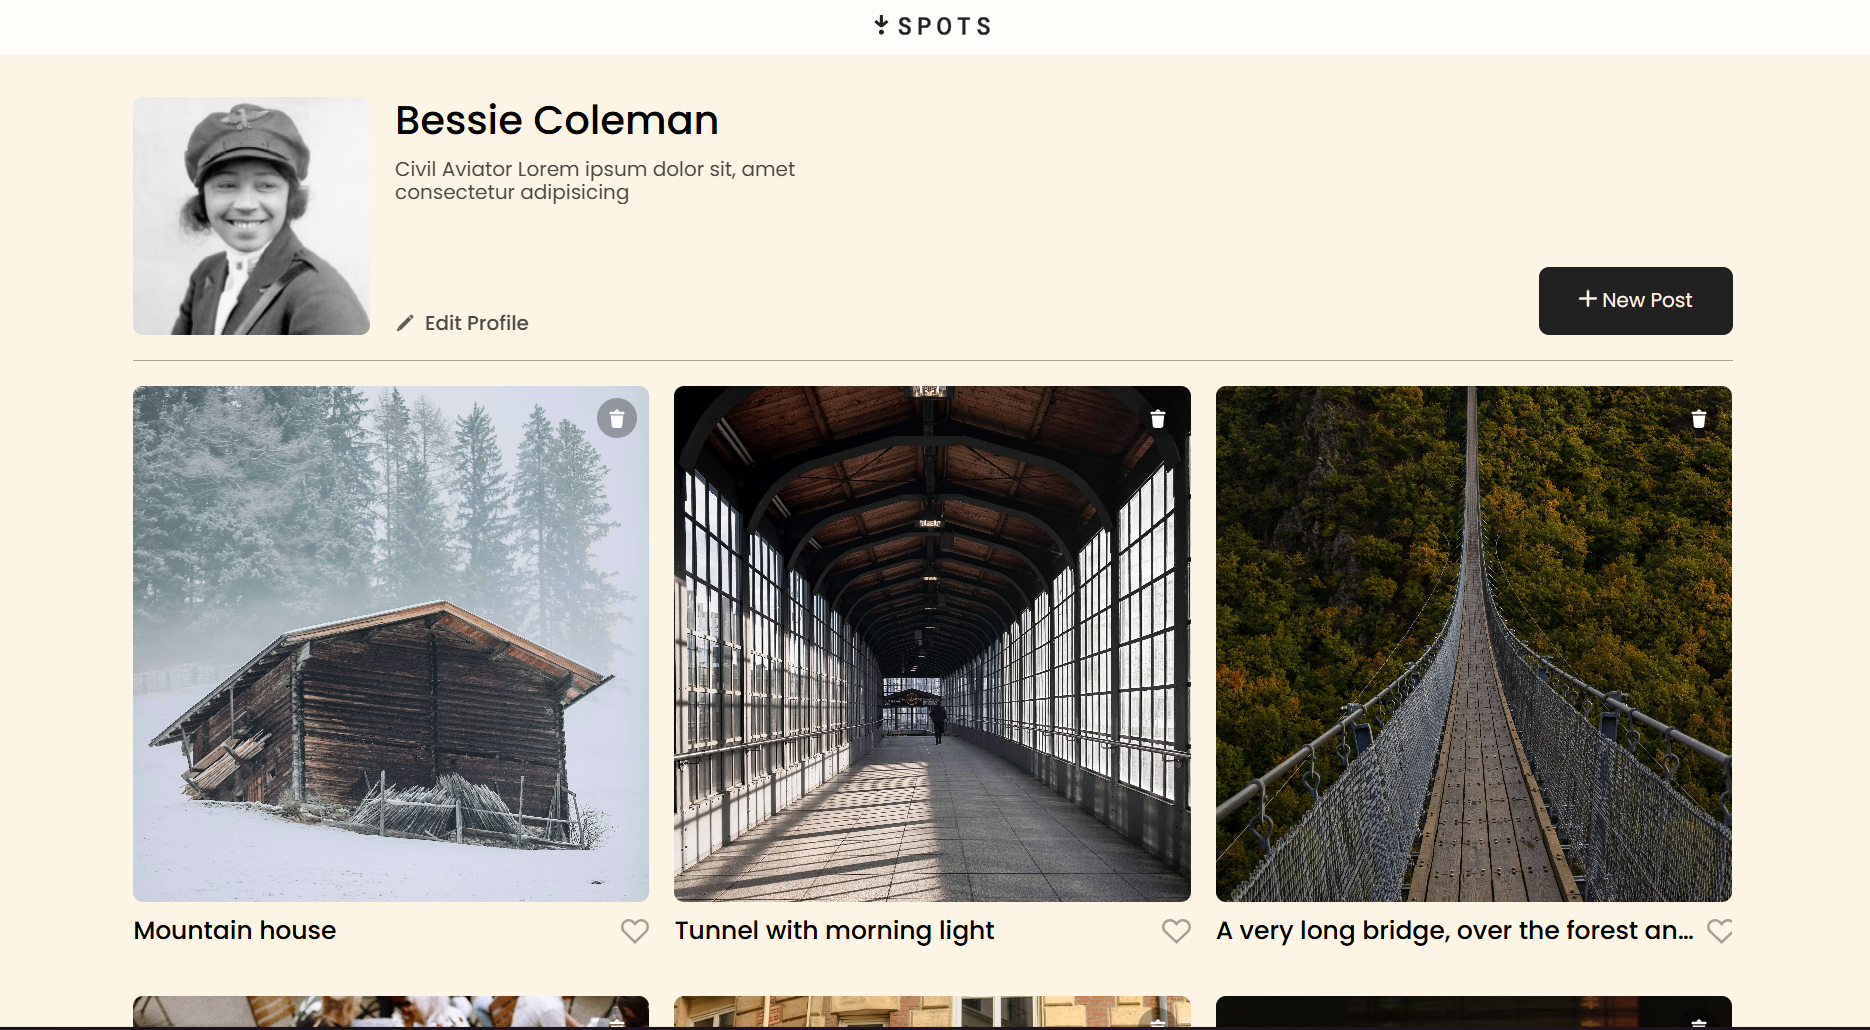 SPOTS
Bessie Coleman
Civil Aviator Lorem ipsum dolor sit, amet
consectetur adipisicing
Edit Profile
New Post
Mountain house
Tunnel with morning light
A very long bridge, over the forest an...